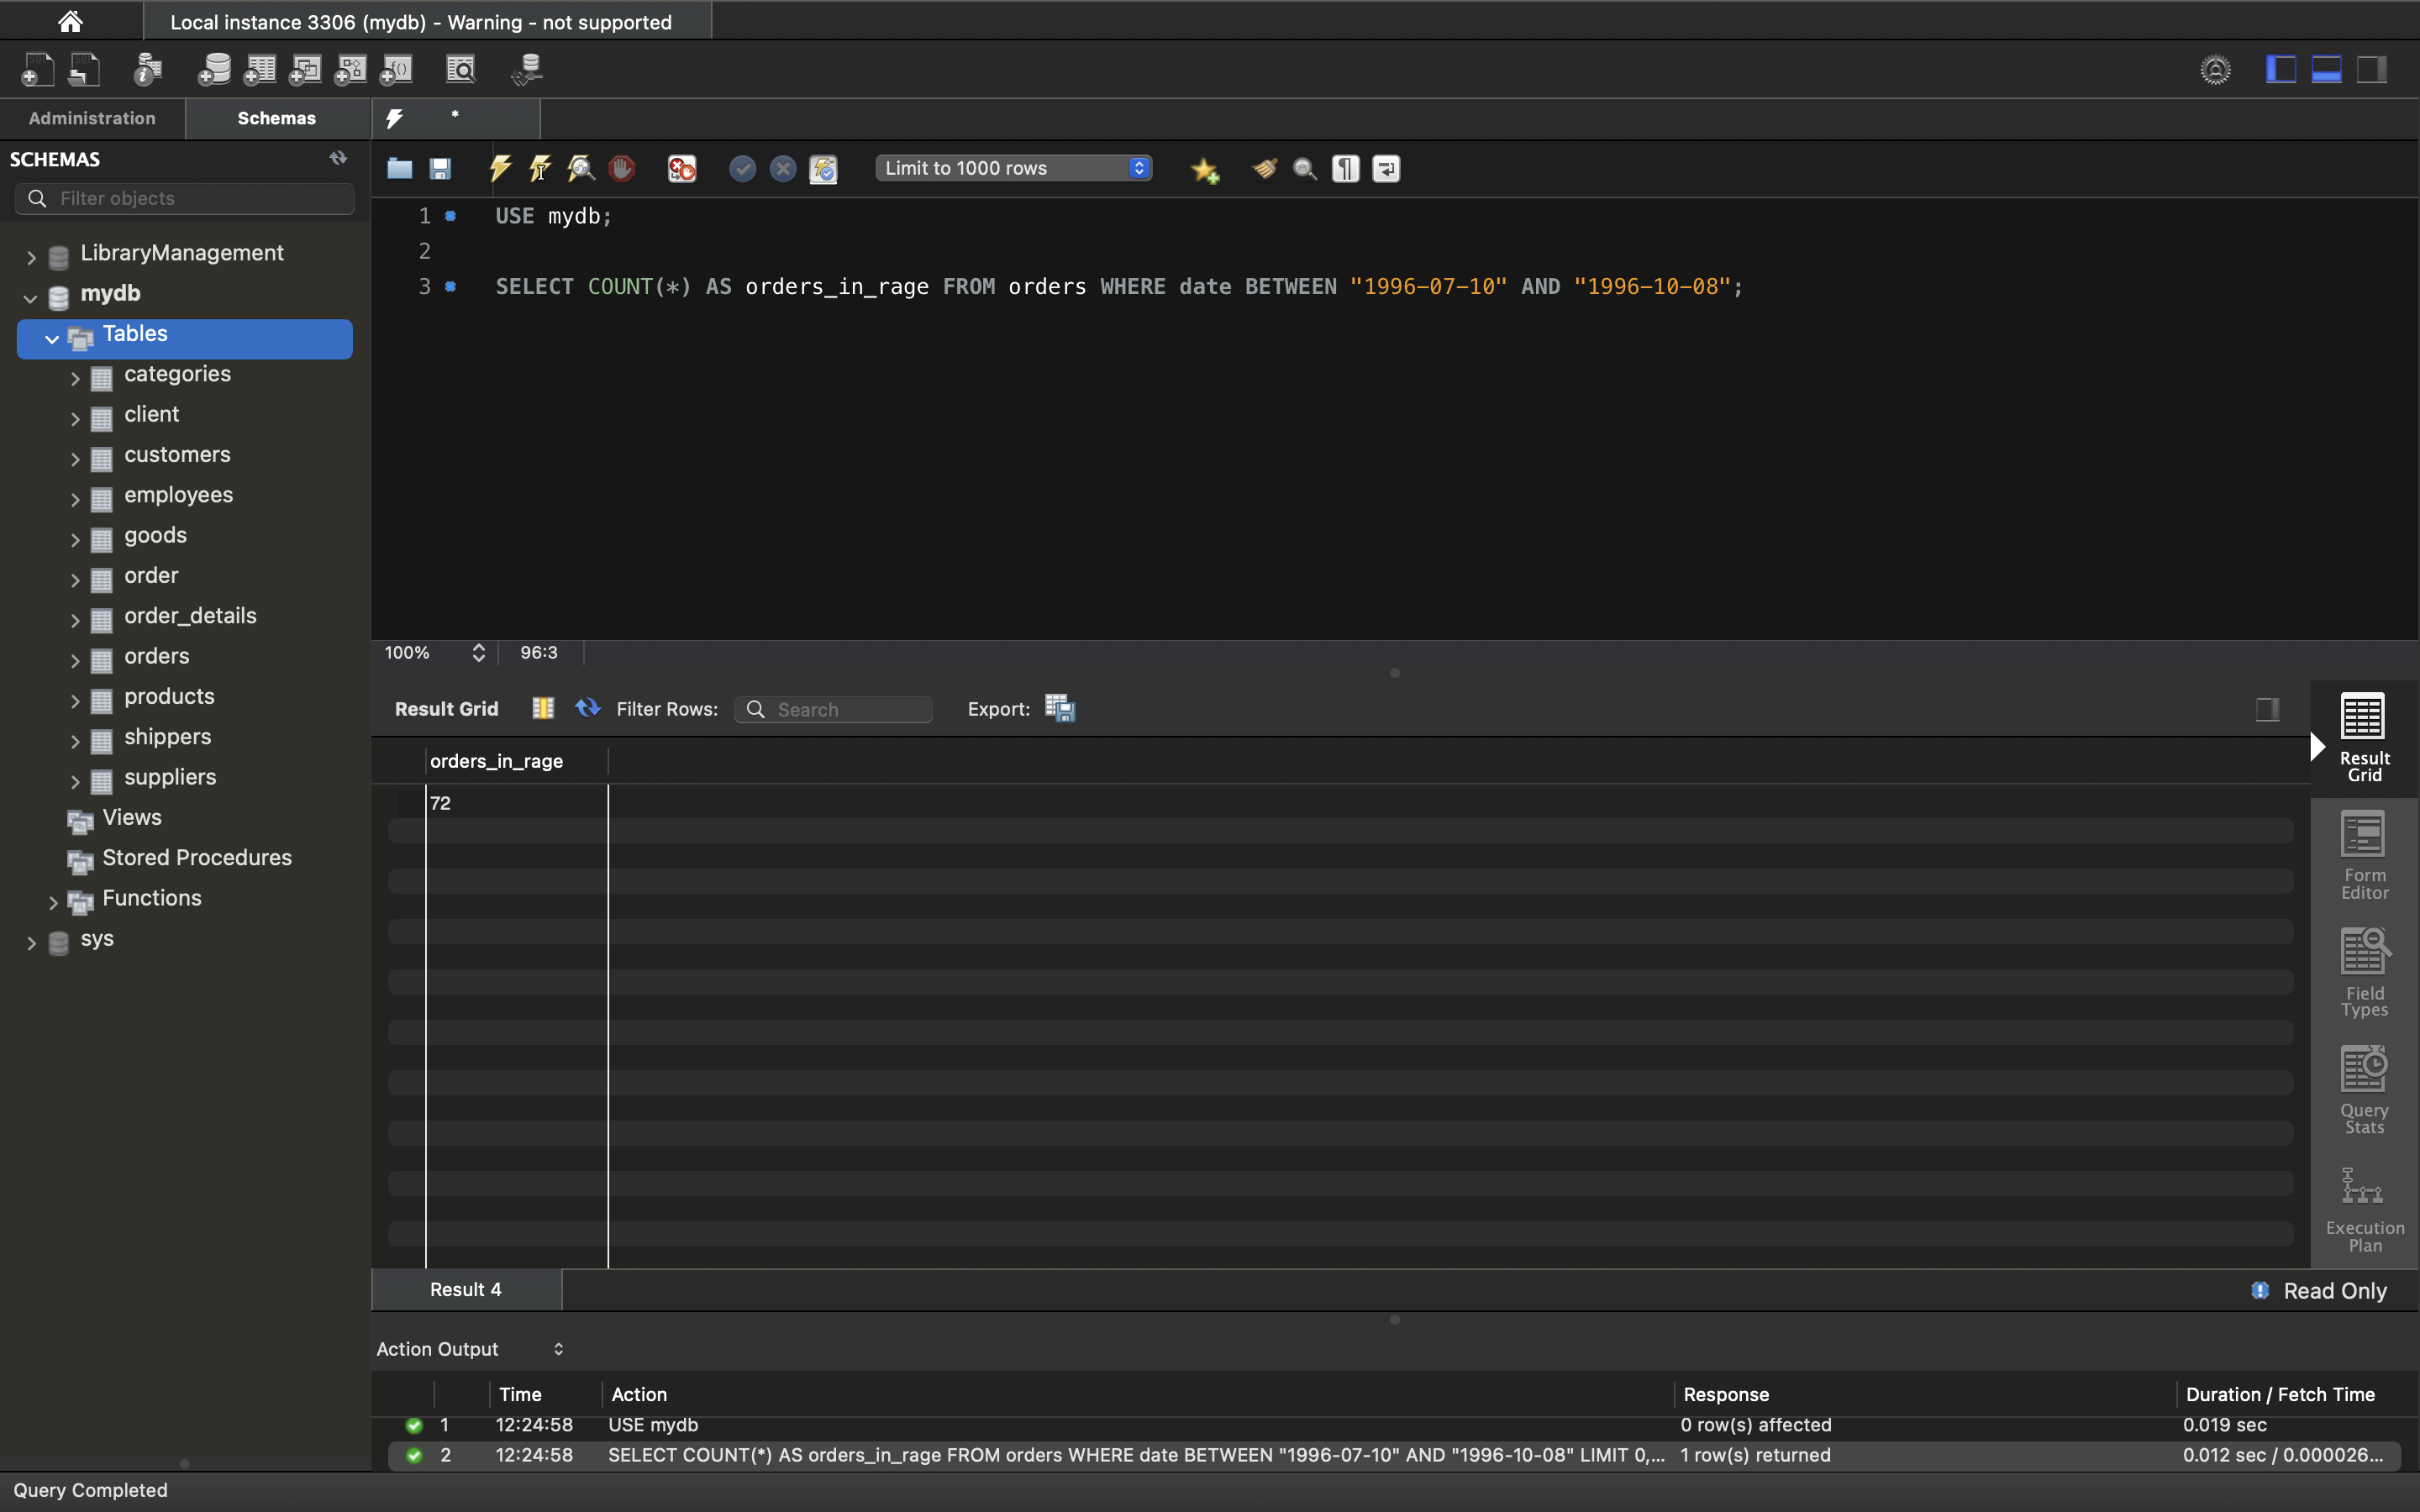 Local instance 3306 (mydb) - Warning - not supported
Administration
Schemas
*
SCHEMAS
Filter objects
LibraryManagement
mydb
Tables
categories
client
customers
employees
goods
order
order_details
orders
products
shippers
suppliers
Views
Stored Procedures
Functions
sys
Limit to 1000 rows
1 USE mydb;
2
3 SELECT COUNT(*) AS orders_in_rage FROM orders WHERE date BETWEEN "1996-07-10" AND "1996-10-08";
100% 96:3
Result Grid Filter Rows: Search Export:
orders_in_rage
72
Result
Grid
Form
Editor
Field
Types
Query
Stats
Execution
Plan
Result 4
Read Only
Action Output
Time Action Response Duration / Fetch Time
1 12:24:58 USE mydb 0 row(s) affected 0.019 sec
2 12:24:58 SELECT COUNT(*) AS orders_in_rage FROM orders WHERE date BETWEEN "1996-07-10" AND "1996-10-08" LIMIT 0,... 1 row(s) returned 0.012 sec / 0.000026...
Query Completed